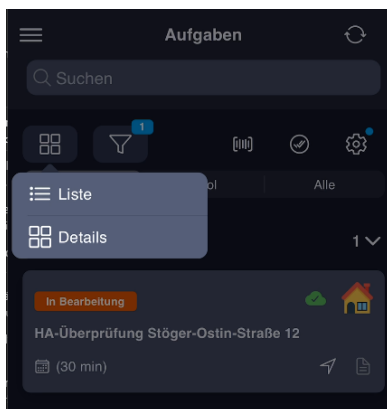 Aufgaben
Suchen
1
Liste
ol
Alle
Details
1
In Bearbeitung
HA-Überprüfung Stöger-Ostin-Straße 12
(30 min)